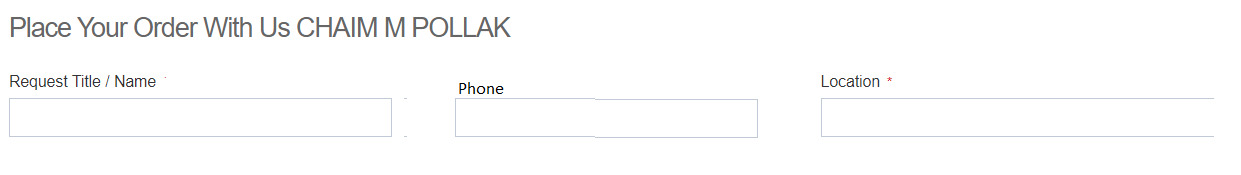 Place Your Order With Us CHAIM M POLLAK
Request Title / Name
Phone
Location *